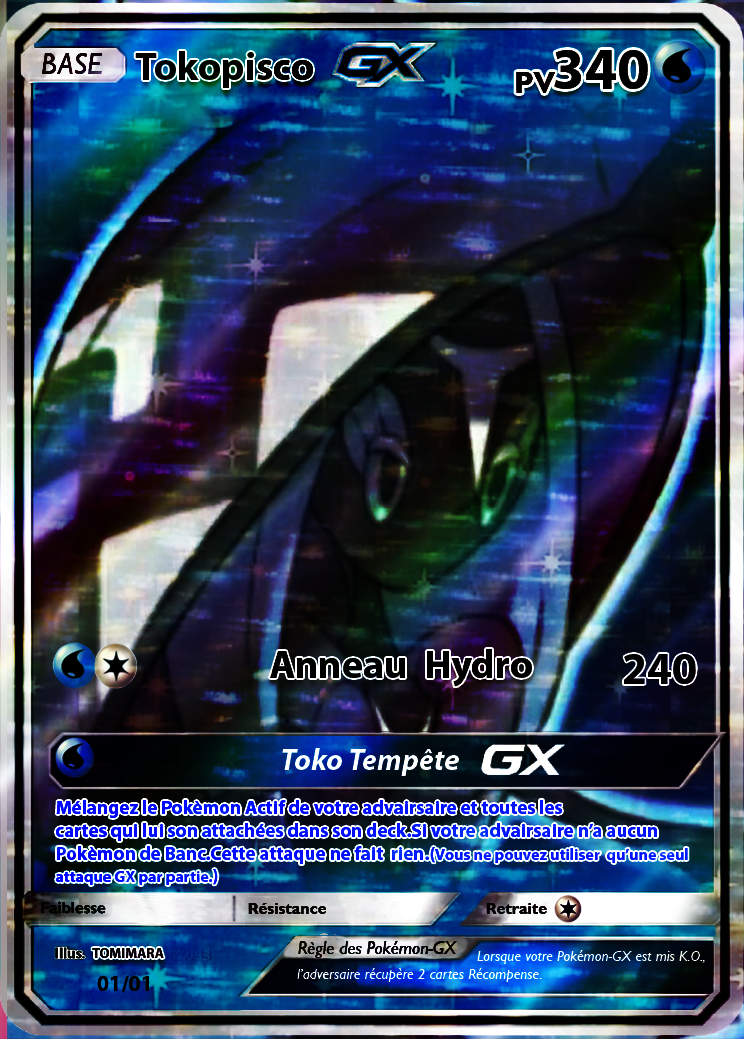 BASE Tokopisco GX PV340
Anneau Hydro 240
Toko Tempête GX
Mélangez le Pokèmon Actif de votre advairsaire et toutes les
cartes qui lui son attachées dans son deck.Si votre advairsaire n'a aucun
Pokèmon de Banc.Cette attaque ne fait rien.(Vous ne pouvez utiliser qu'une seul
attaque GX par partie.)
Faiblesse Résistance Retraite
Illus. TOMIMARA
01/01
Règle des Pokémon-GX Lorsque votre Pokémon-GX est mis K.O.,
l'adversaire récupère 2 cartes Récompense.